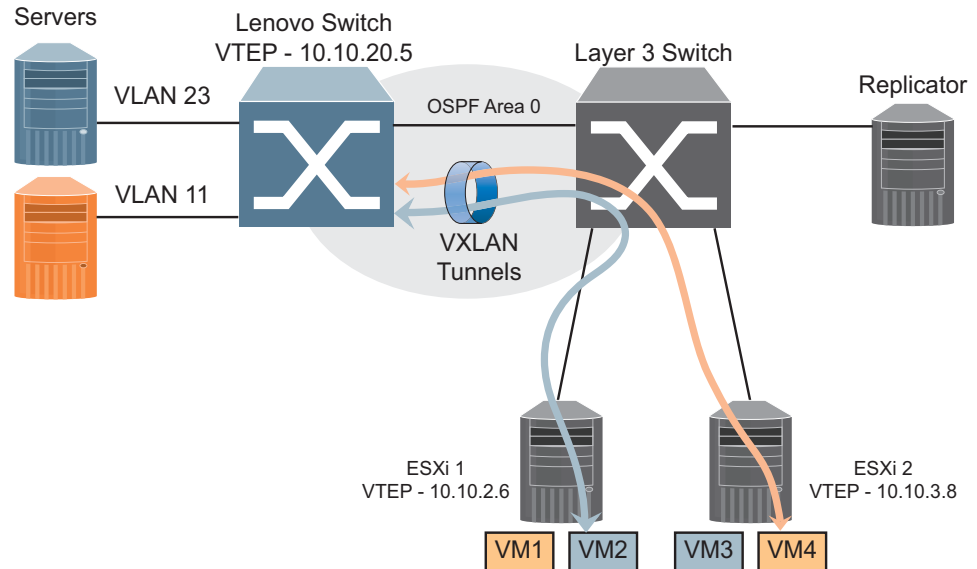 Servers
Lenovo Switch
VTEP - 10.10.20.5
Layer 3 Switch
Replicator
VLAN 23
OSPF Area 0
VLAN 11
VXLAN
Tunnels
ESXi 1
VTEP - 10.10.2.6
ESXi 2
VTEP - 10.10.3.8
VM1
VM2
VM3
VM4